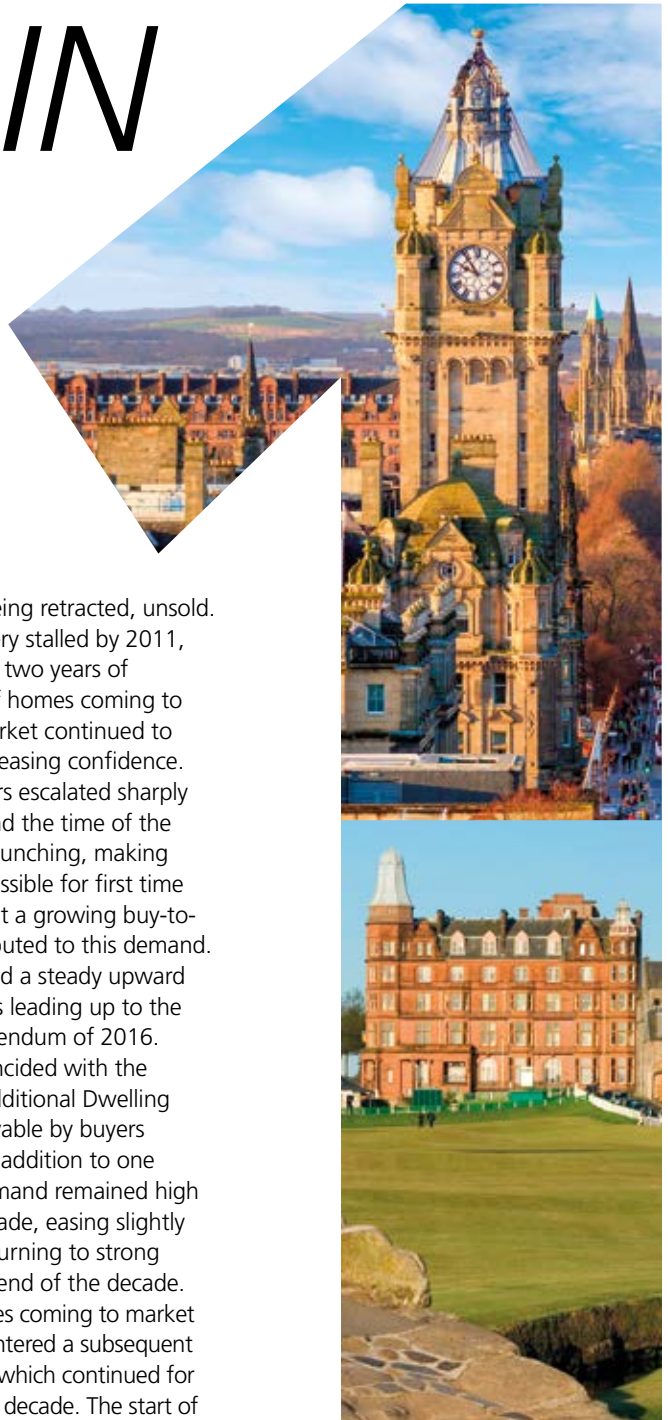 IN
eing retracted, unsold.
ry stalled by 2011,
two years of
f homes coming to
rket continued to
easing confidence.
rs escalated sharply
nd the time of the
unching, making
ssible for first time
t a growing buy-to-
buted to this demand.
d a steady upward
s leading up to the
endum of 2016.
ncided with the
dditional Dwelling
able by buyers
addition to one
mand remained high
ade, easing slightly
urning to strong
end of the decade.
es coming to market
ntered a subsequent
which continued for
decade. The start of